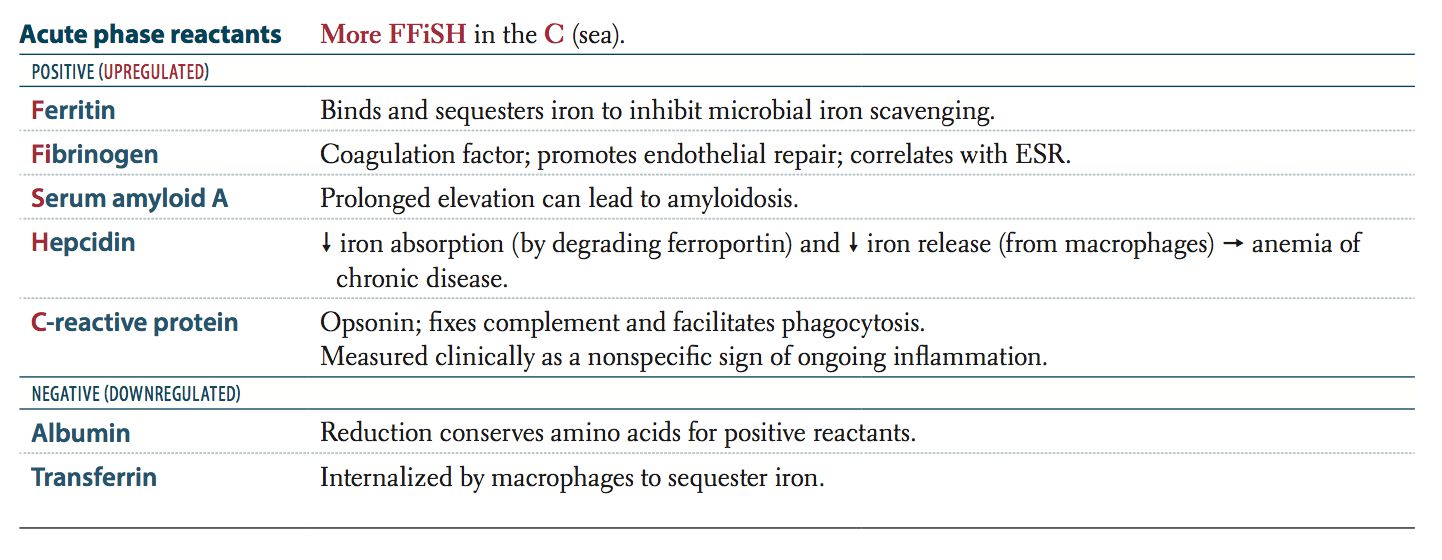 Acute phase reactants More FFiSH in the C (sea).
POSITIVE (UPREGULATED)
Ferritin Binds and sequesters iron to inhibit microbial iron scavenging.
Fibrinogen Coagulation factor; promotes endothelial repair; correlates with ESR.
Serum amyloid A Prolonged elevation can lead to amyloidosis.
Hepcidin ↓ iron absorption (by degrading ferroportin) and ↓ iron release (from macrophages) → anemia of
chronic disease.
C-reactive protein Opsonin; fixes complement and facilitates phagocytosis.
Measured clinically as a nonspecific sign of ongoing inflammation.
NEGATIVE (DOWNREGULATED)
Albumin Reduction conserves amino acids for positive reactants.
Transferrin Internalized by macrophages to sequester iron.